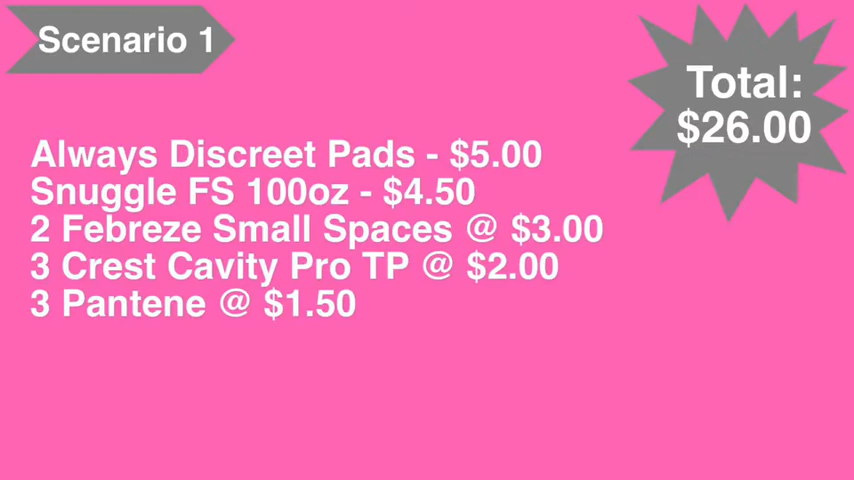 Scenario 1
Total:
$26.00
Always Discreet Pads - $5.00
Snuggle FS 100oz - $4.50
2 Febreze Small Spaces @ $3.00
3 Crest Cavity Pro TP @ $2.00
3 Pantene @ $1.50